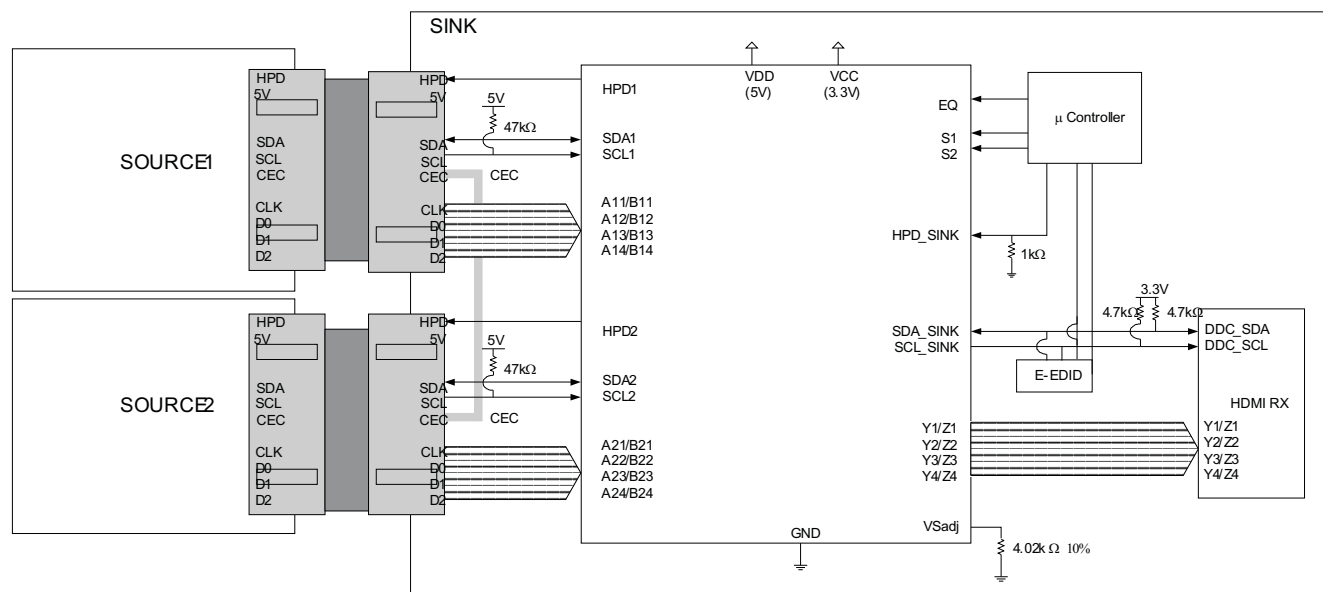 SINK
SOURCE1
HPD
5V
SDA
SCL
CEC
CLK
D0
D1
D2
HPD
5V
SDA
SCL
CEC
CLK
D0
D1
D2
5V
47kΩ
CEC
HPD1
SDA1
SCL1
A11/B11
A12/B12
A13/B13
A14/B14
SOURCE2
HPD
5V
SDA
SCL
CEC
CLK
D0
D1
D2
HPD
5V
SDA
SCL
CEC
CLK
D0
D1
D2
5V
47kΩ
CEC
HPD2
SDA2
SCL2
A21/B21
A22/B22
A23/B23
A24/B24
VDD
(5V)
VCC
(3.3V)
EQ
S1
S2
HPD_SINK
SDA_SINK
SCL_SINK
Y1/Z1
Y2/Z2
Y3/Z3
Y4/Z4
VSadj
GND
μ Controller
1kΩ
3.3V
4.7kΩ
4.7kΩ
E-EDID
DDC_SDA
DDC_SCL
HDMI RX
Y1/Z1
Y2/Z2
Y3/Z3
Y4/Z4
4.02k Ω 10%